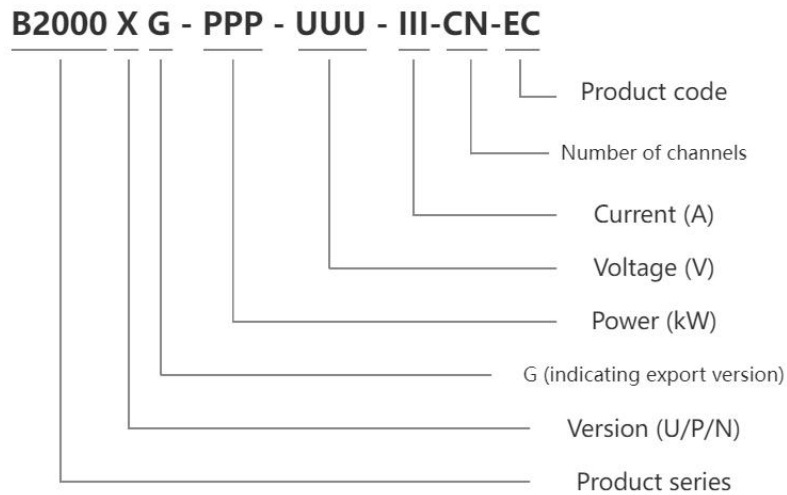 B2000 X G - PPP - UUU - III-CN-EC
Product code
Number of channels
Current (A)
Voltage (V)
Power (kW)
G (indicating export version)
Version (U/P/N)
Product series